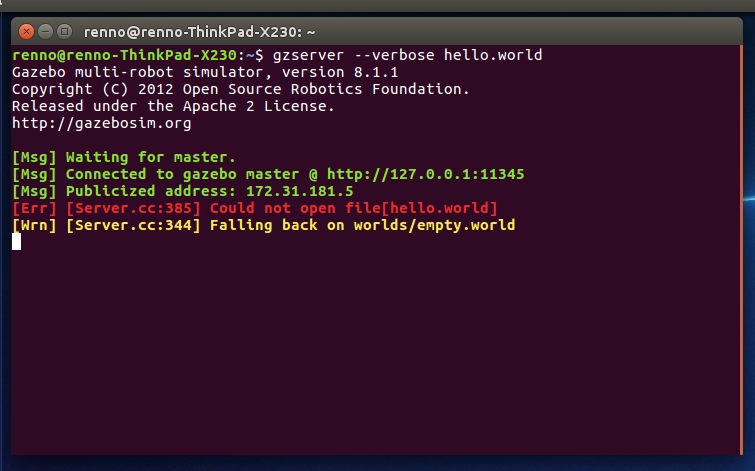 renno@renno-ThinkPad-X230: ~
renno@renno-ThinkPad-X230:~$ gzserver --verbose hello.world
Gazebo multi-robot simulator, version 8.1.1
Copyright (C) 2012 Open Source Robotics Foundation.
Released under the Apache 2 License.
http://gazebosim.org
[Msg] Waiting for master.
[Msg] Connected to gazebo master @ http://127.0.0.1:11345
[Msg] Publicized address: 172.31.181.5
[Err] [Server.cc:385] Could not open file[hello.world]
[Wrn] [Server.cc:344] Falling back on worlds/empty.world